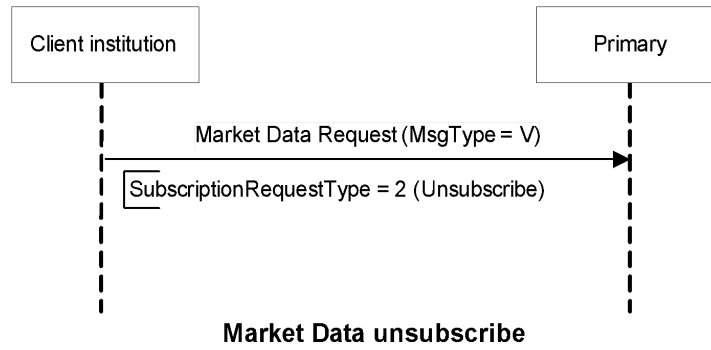 Client institution
Primary
Market Data Request (MsgType = V)
SubscriptionRequestType = 2 (Unsubscribe)
Market Data unsubscribe